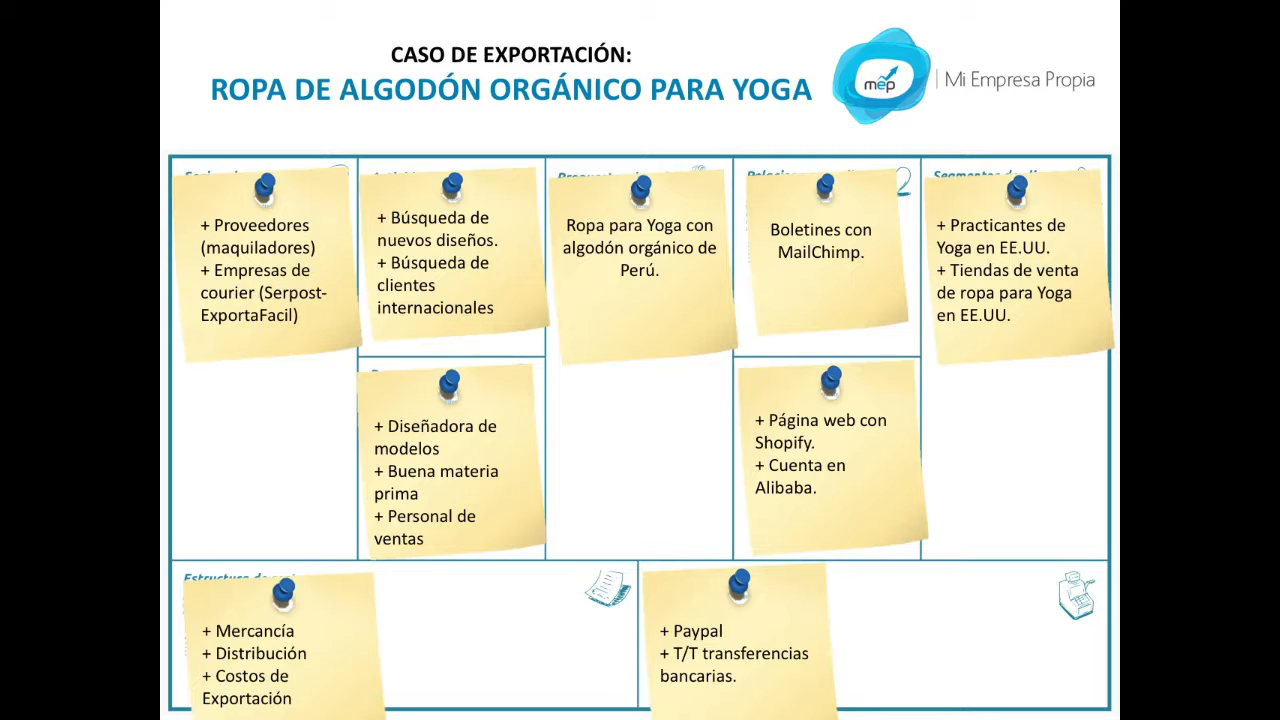 CASO DE EXPORTACIÓN:
ROPA DE ALGODÓN ORGÁNICO PARA YOGA
mep
Mi Empresa Propia
+ Proveedores
(maquiladores)
+ Empresas de
courier (Serpost-
ExportaFacil)
+ Búsqueda de
nuevos diseños.
+ Búsqueda de
clientes
internacionales
+ Diseñadora de
modelos
+ Buena materia
prima
+ Personal de
ventas
Ropa para Yoga con
algodón orgánico de
Perú.
Boletines con
MailChimp.
+ Página web con
Shopify.
+ Cuenta en
Alibaba.
+ Practicantes de
Yoga en EE.UU.
+ Tiendas de venta
de ropa para Yoga
en EE.UU.
+ Mercancía
+ Distribución
+ Costos de
Exportación
+ Paypal
+ T/T transferencias
bancarias.